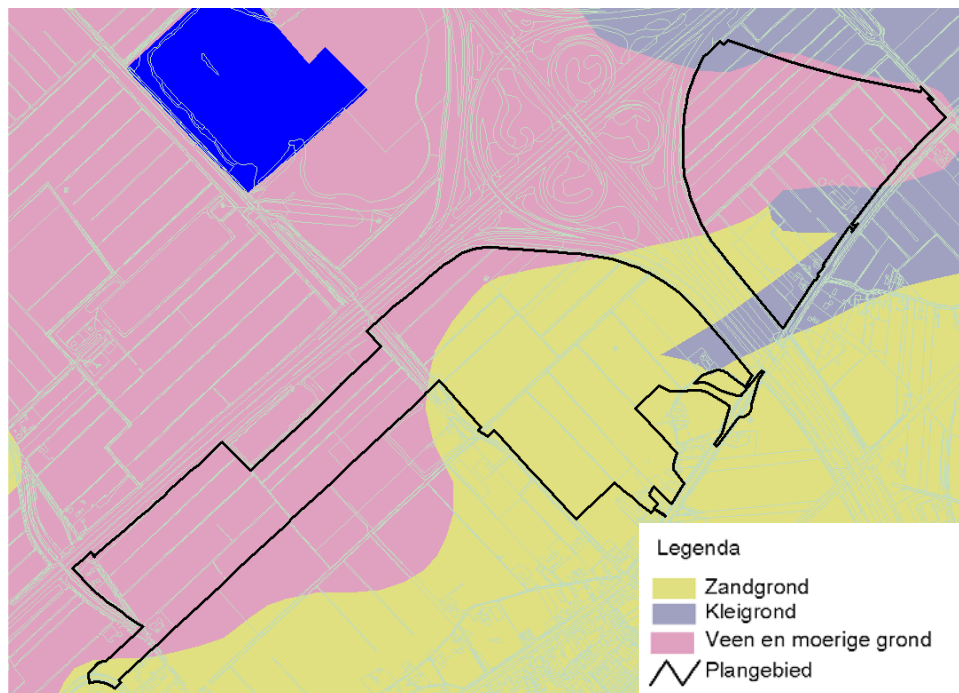 Legenda
Zandgrond
Kleigrond
Veen en moerige grond
Plangebied